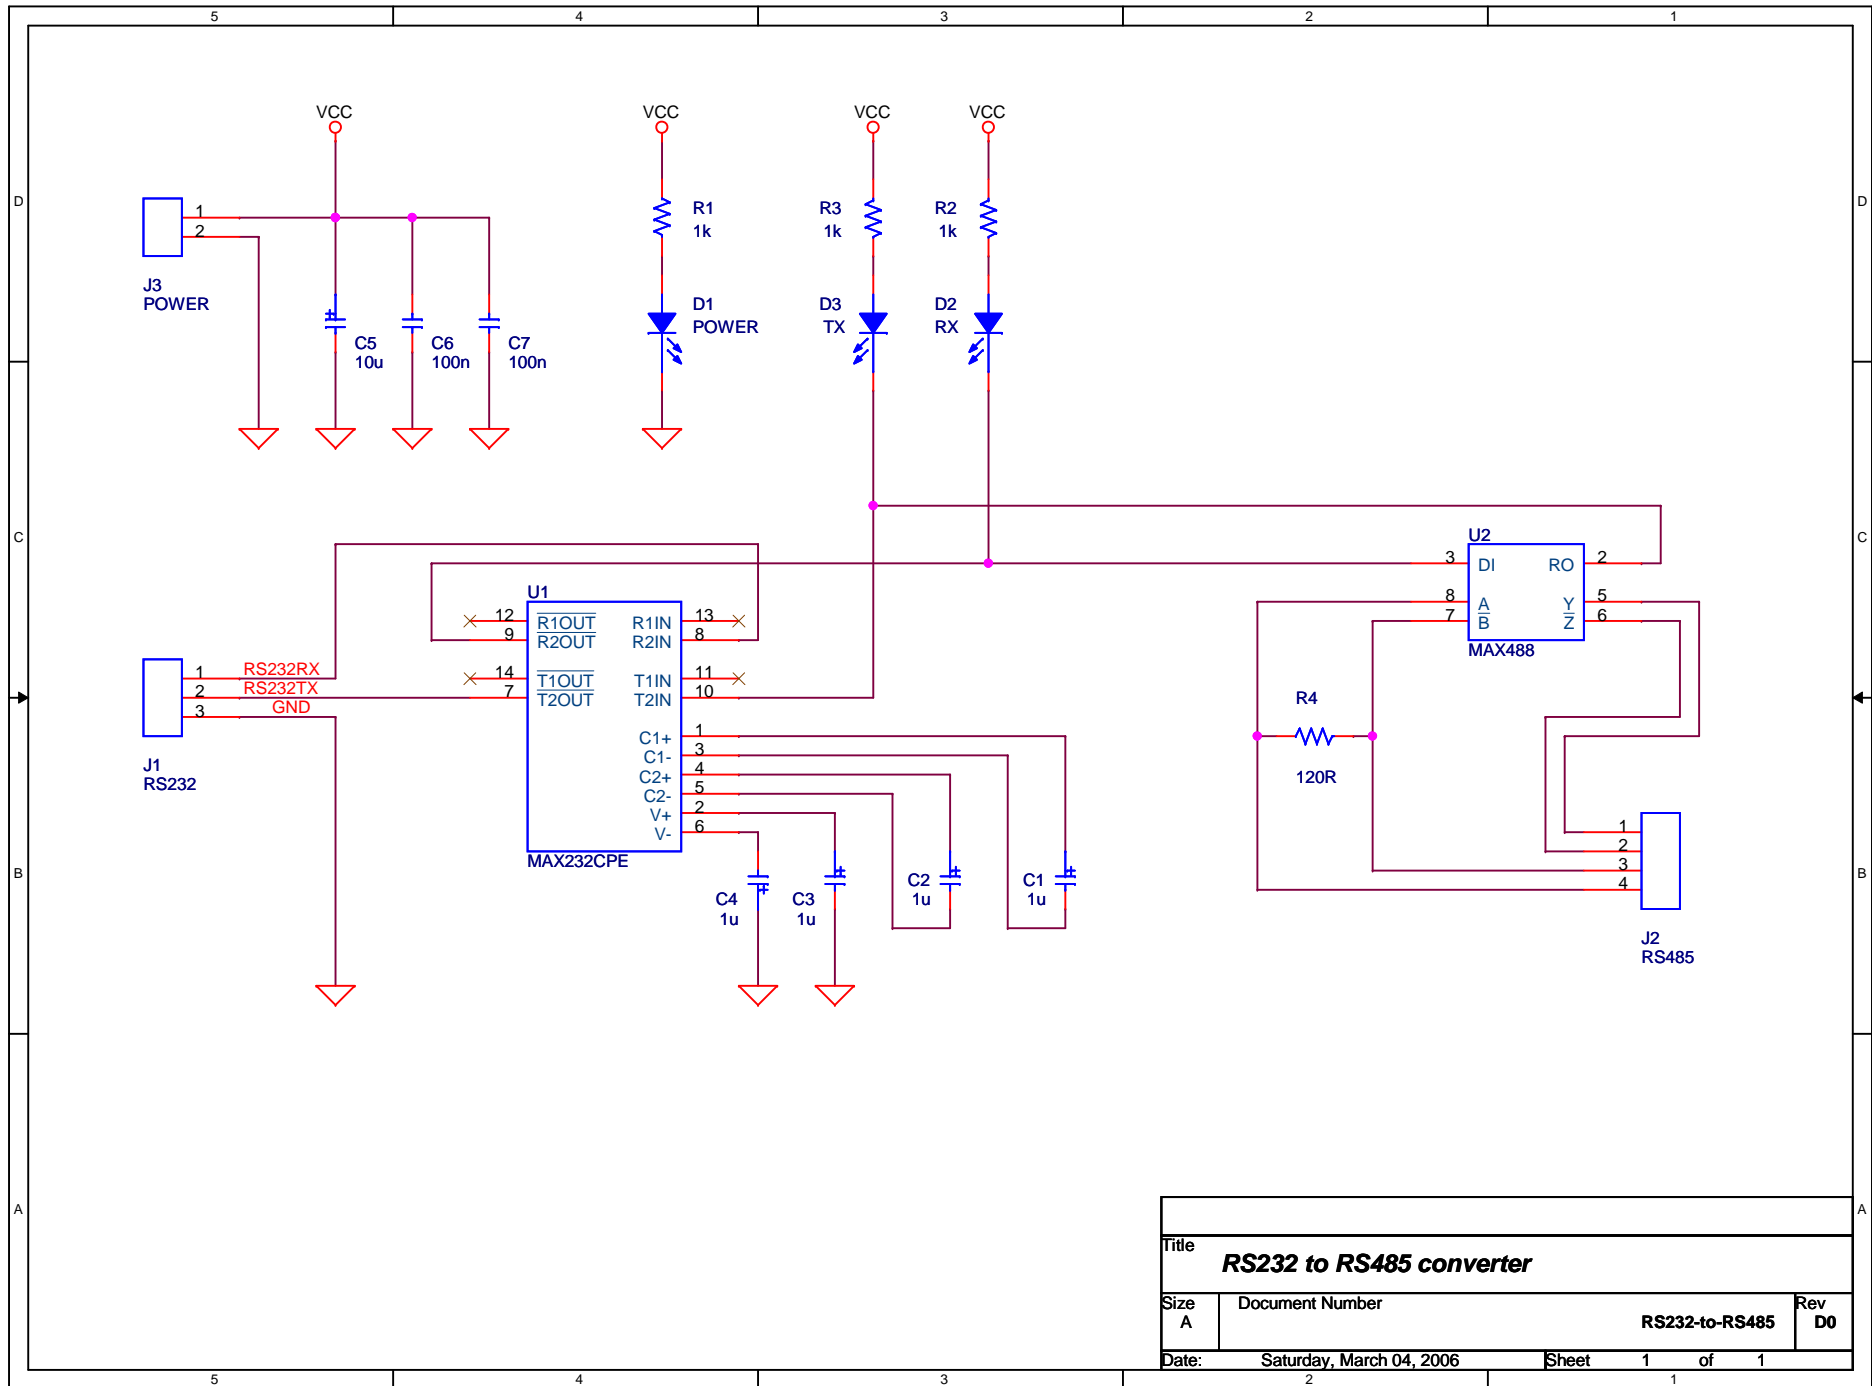 5 4 3 2 1
D D
C C
B B
A A
VCC VCC VCC VCC
1
2
J3
POWER
C5
10u
C6
100n
C7
100n
R1
1k
R3
1k
R2
1k
D1
POWER
D3
TX
D2
RX
U1
12 R1OUT R1IN 13
9 R2OUT R2IN 8
14 T1OUT T1IN 11
7 T2OUT T2IN 10
C1+ 1
C1- 3
C2+ 4
C2- 5
V+ 2
V- 6
MAX232CPE
1 RS232RX
2 RS232TX
3 GND
J1
RS232
C4
1u
C3
1u
C2
1u
C1
1u
U2
3 DI RO 2
8 A Y 5
7 B Z 6
MAX488
R4
120R
1
2
3
4
J2
RS485
Title
RS232 to RS485 converter
Size Document Number Rev
A RS232-to-RS485 D0
Date: Saturday, March 04, 2006 Sheet 1 of 1
5 4 3 2 1